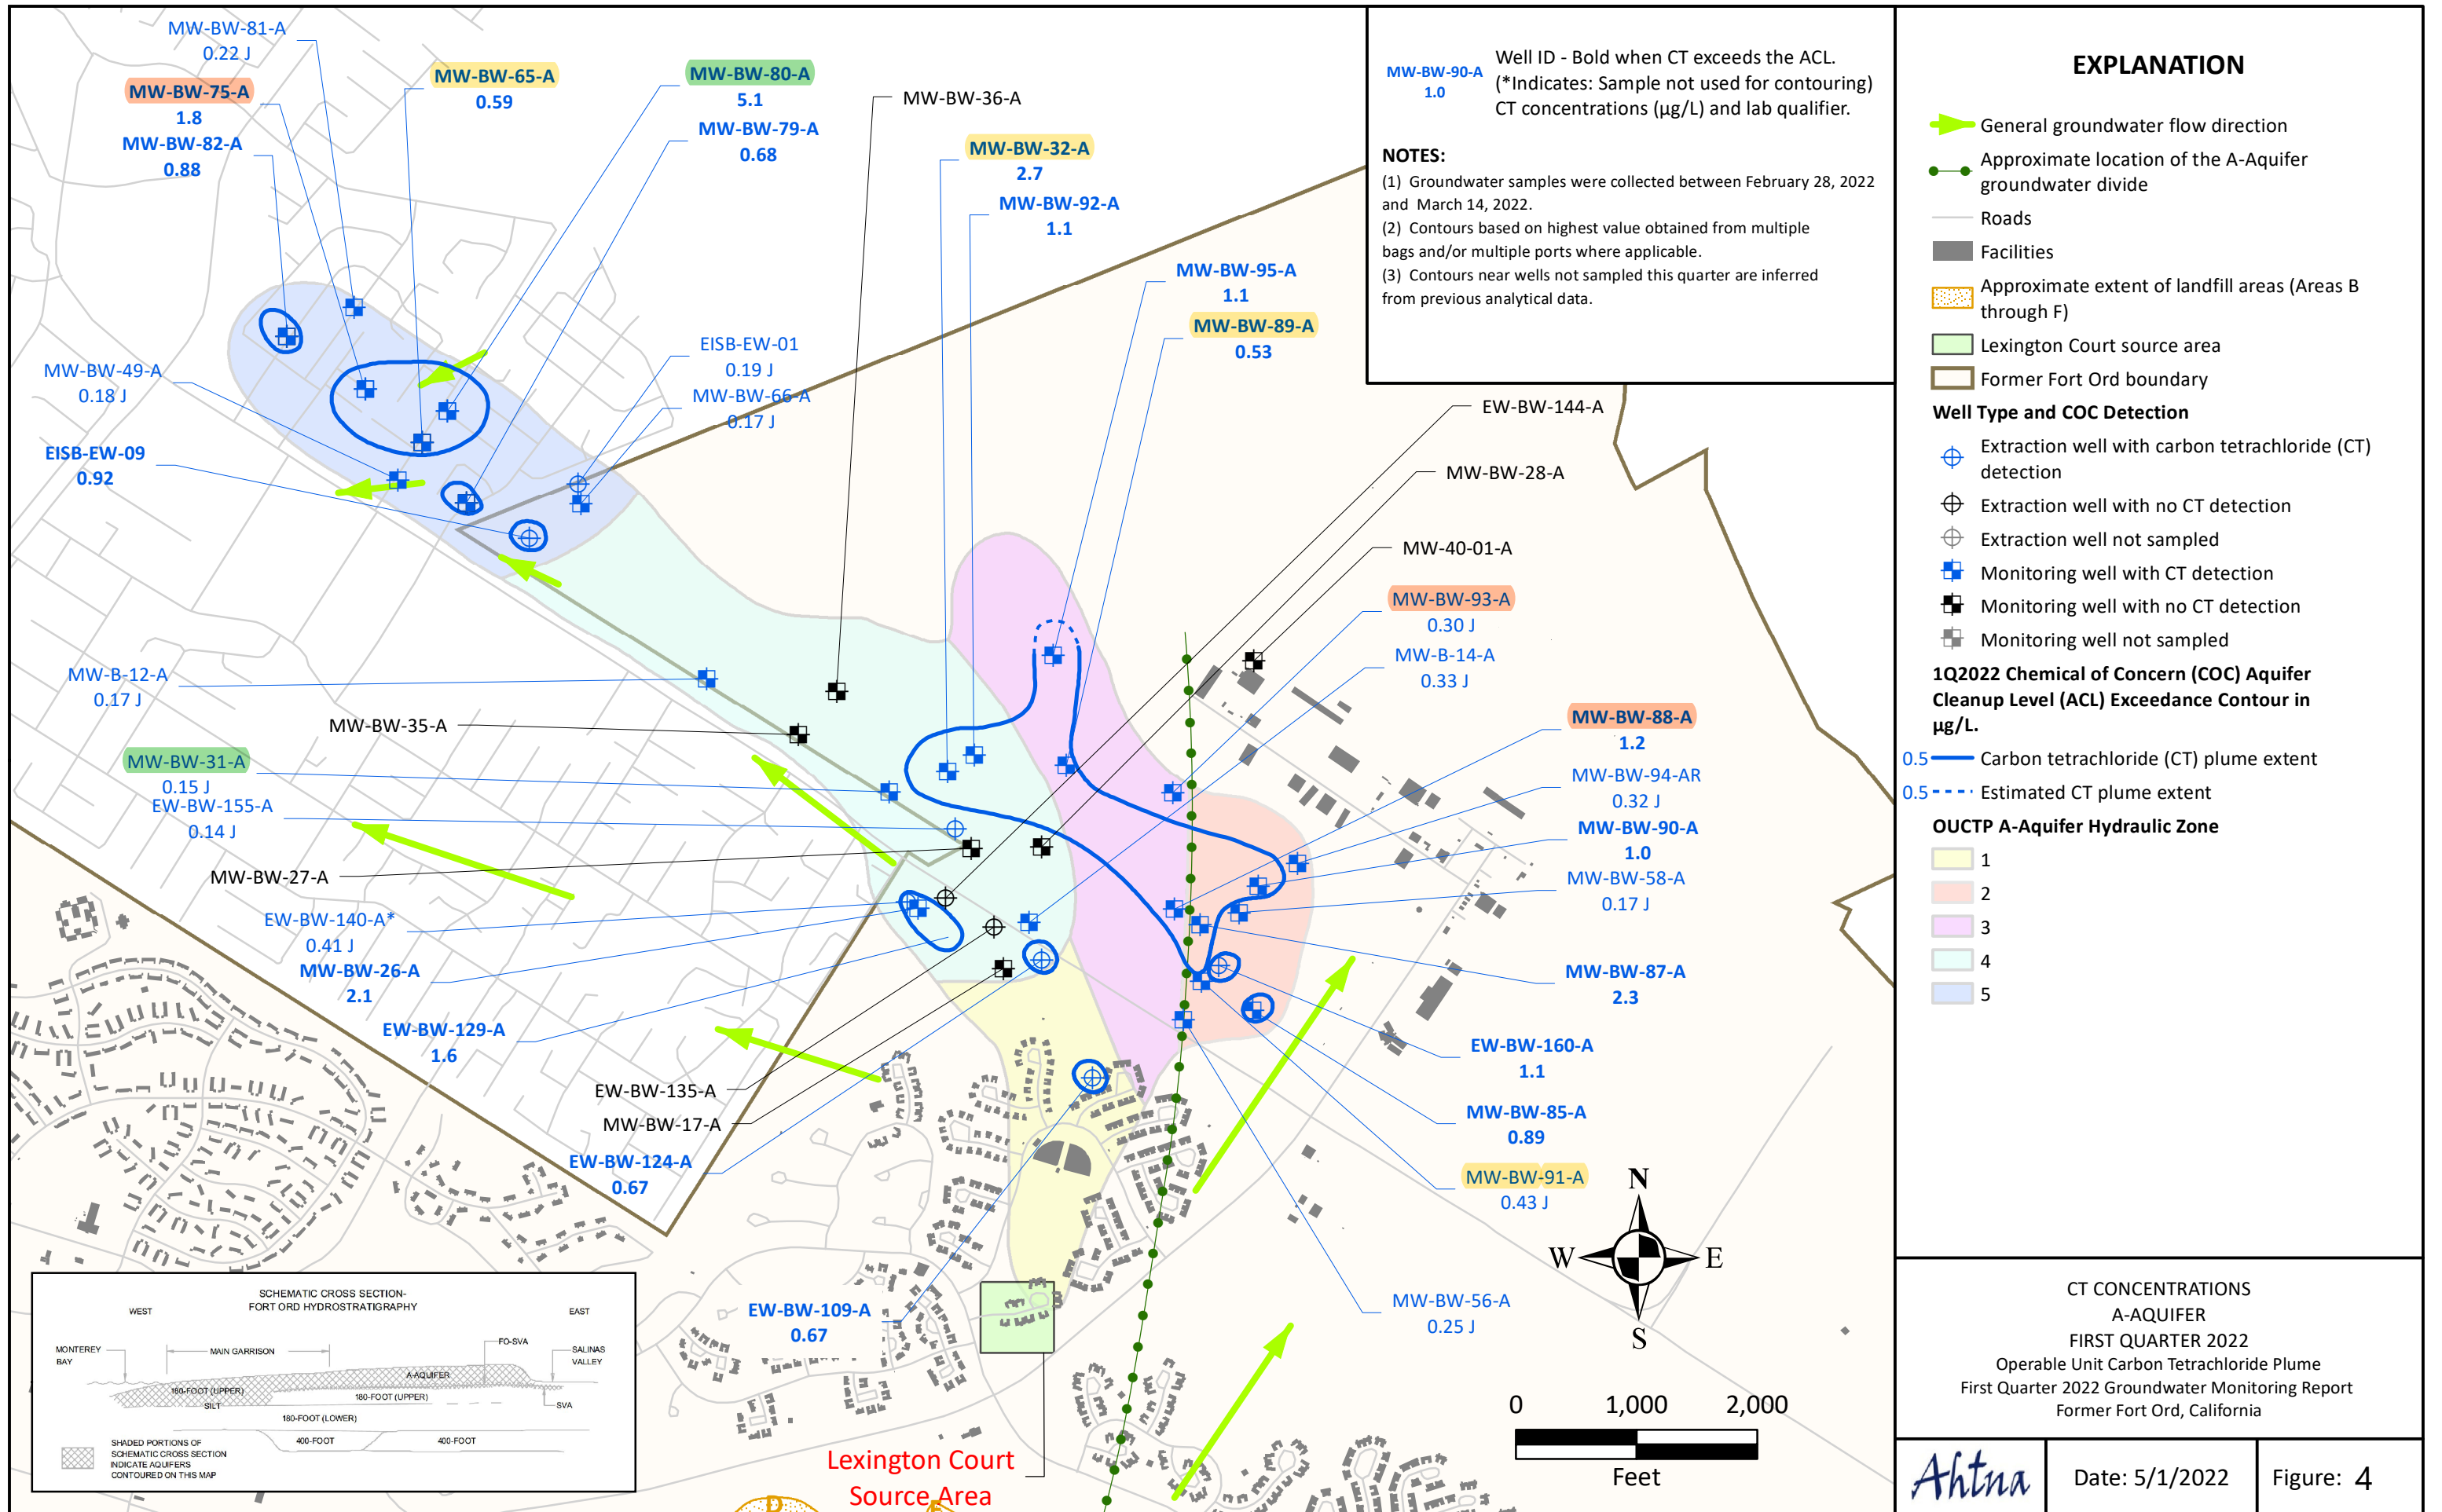 MW-BW-81-A
0.22 J
MW-BW-75-A
1.8
MW-BW-82-A
0.88
MW-BW-65-A
0.59
MW-BW-80-A
5.1
MW-BW-79-A
0.68
MW-BW-36-A
MW-BW-32-A
2.7
MW-BW-92-A
1.1
MW-BW-95-A
1.1
MW-BW-89-A
0.53
EISB-EW-01
0.19 J
MW-BW-66-A
0.17 J
MW-BW-49-A
0.18 J
EISB-EW-09
0.92
EW-BW-144-A
MW-BW-28-A
MW-40-01-A
MW-BW-93-A
0.30 J
MW-B-14-A
0.33 J
MW-B-12-A
0.17 J
MW-BW-35-A
MW-BW-31-A
0.15 J
EW-BW-155-A
0.14 J
MW-BW-27-A
EW-BW-140-A*
0.41 J
MW-BW-26-A
2.1
EW-BW-129-A
1.6
EW-BW-135-A
MW-BW-17-A
EW-BW-124-A
0.67
EW-BW-109-A
0.67
MW-BW-88-A
1.2
MW-BW-94-AR
0.32 J
MW-BW-90-A
1.0
MW-BW-58-A
0.17 J
MW-BW-87-A
2.3
EW-BW-160-A
1.1
MW-BW-85-A
0.89
MW-BW-91-A
0.43 J
MW-BW-56-A
0.25 J
Lexington Court
Source Area
D
E
N
W
E
S
0 1,000 2,000
Feet
SCHEMATIC CROSS SECTION-
FORT ORD HYDROSTRATIGRAPHY
WEST
EAST
MONTEREY
BAY
MAIN GARRISON
FO-SVA
SALINAS
VALLEY
A-AQUIFER
180-FOOT (UPPER)
180-FOOT (UPPER)
SILT
SVA
180-FOOT (LOWER)
400-FOOT
400-FOOT
SHADED PORTIONS OF
SCHEMATIC CROSS SECTION
INDICATE AQUIFERS
CONTOURED ON THIS MAP
MW-BW-90-A
1.0
Well ID - Bold when CT exceeds the ACL.
(*Indicates: Sample not used for contouring)
CT concentrations (µg/L) and lab qualifier.
NOTES:
(1) Groundwater samples were collected between February 28, 2022
and March 14, 2022.
(2) Contours based on highest value obtained from multiple
bags and/or multiple ports where applicable.
(3) Contours near wells not sampled this quarter are inferred
from previous analytical data.
EXPLANATION
General groundwater flow direction
Approximate location of the A-Aquifer
groundwater divide
Roads
Facilities
Approximate extent of landfill areas (Areas B
through F)
Lexington Court source area
Former Fort Ord boundary
Well Type and COC Detection
Extraction well with carbon tetrachloride (CT)
detection
Extraction well with no CT detection
Extraction well not sampled
Monitoring well with CT detection
Monitoring well with no CT detection
Monitoring well not sampled
1Q2022 Chemical of Concern (COC) Aquifer
Cleanup Level (ACL) Exceedance Contour in
µg/L.
0.5 Carbon tetrachloride (CT) plume extent
0.5 Estimated CT plume extent
OUCTP A-Aquifer Hydraulic Zone
1
2
3
4
5
CT CONCENTRATIONS
A-AQUIFER
FIRST QUARTER 2022
Operable Unit Carbon Tetrachloride Plume
First Quarter 2022 Groundwater Monitoring Report
Former Fort Ord, California
Ahtna
Date: 5/1/2022
Figure: 4